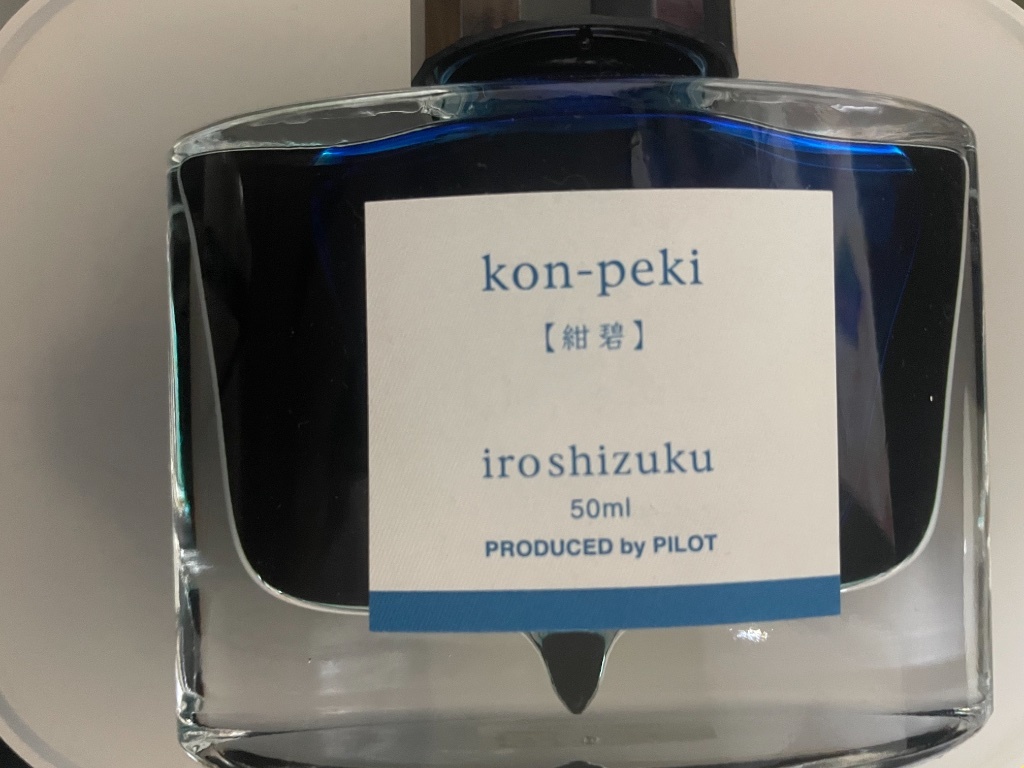 kon-peki
【紺碧】
iroshizuku
50ml
PRODUCED by PILOT